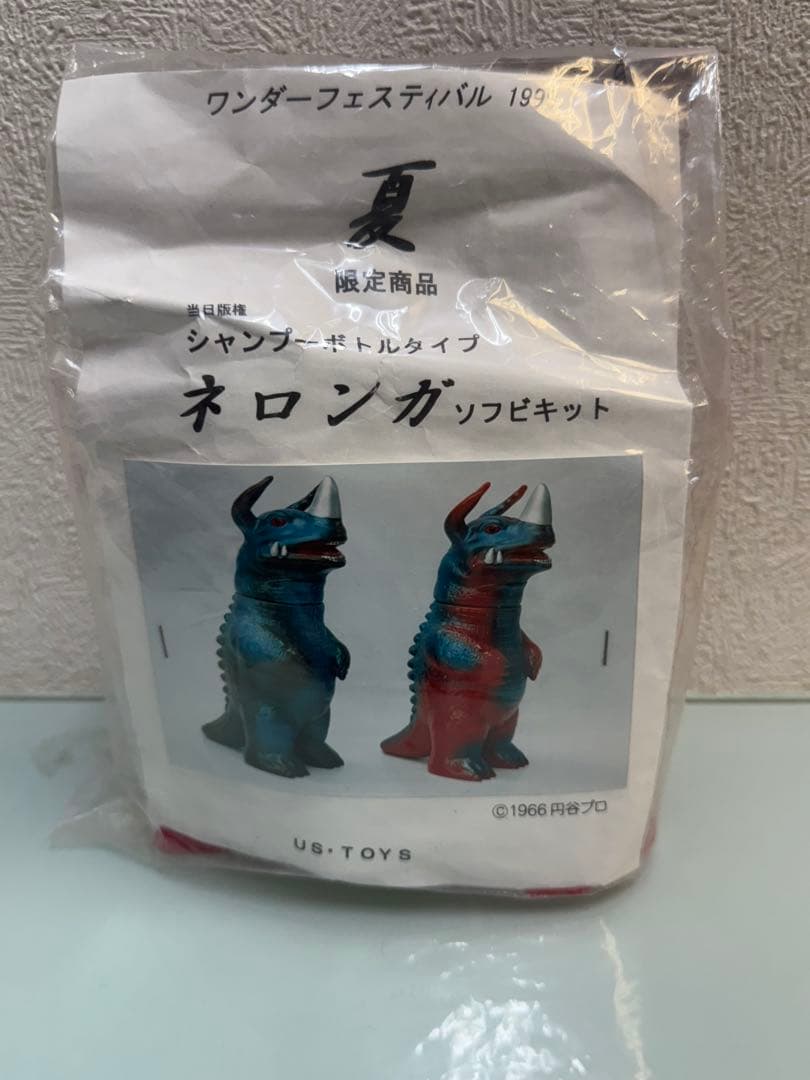 ワンダーフェスティバル 199
夏
限定商品
当日版権
シャンプーボトルタイプ
ネロンガ ソフビキット
©1966 円谷プロ
US・TOYS